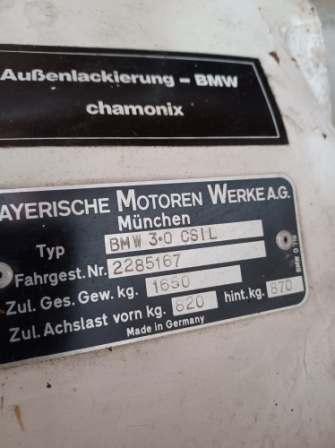 Außenlackierung – BMW
chamonix
BAYERISCHE MOTOREN WERKE A.G.
München
Typ BMW 3·0 CSIL
Fahrgest.Nr. 2285167
Zul. Ges. Gew. kg. 1650
Zul. Achslast vorn kg. 820 hint.kg. 870
Made in Germany